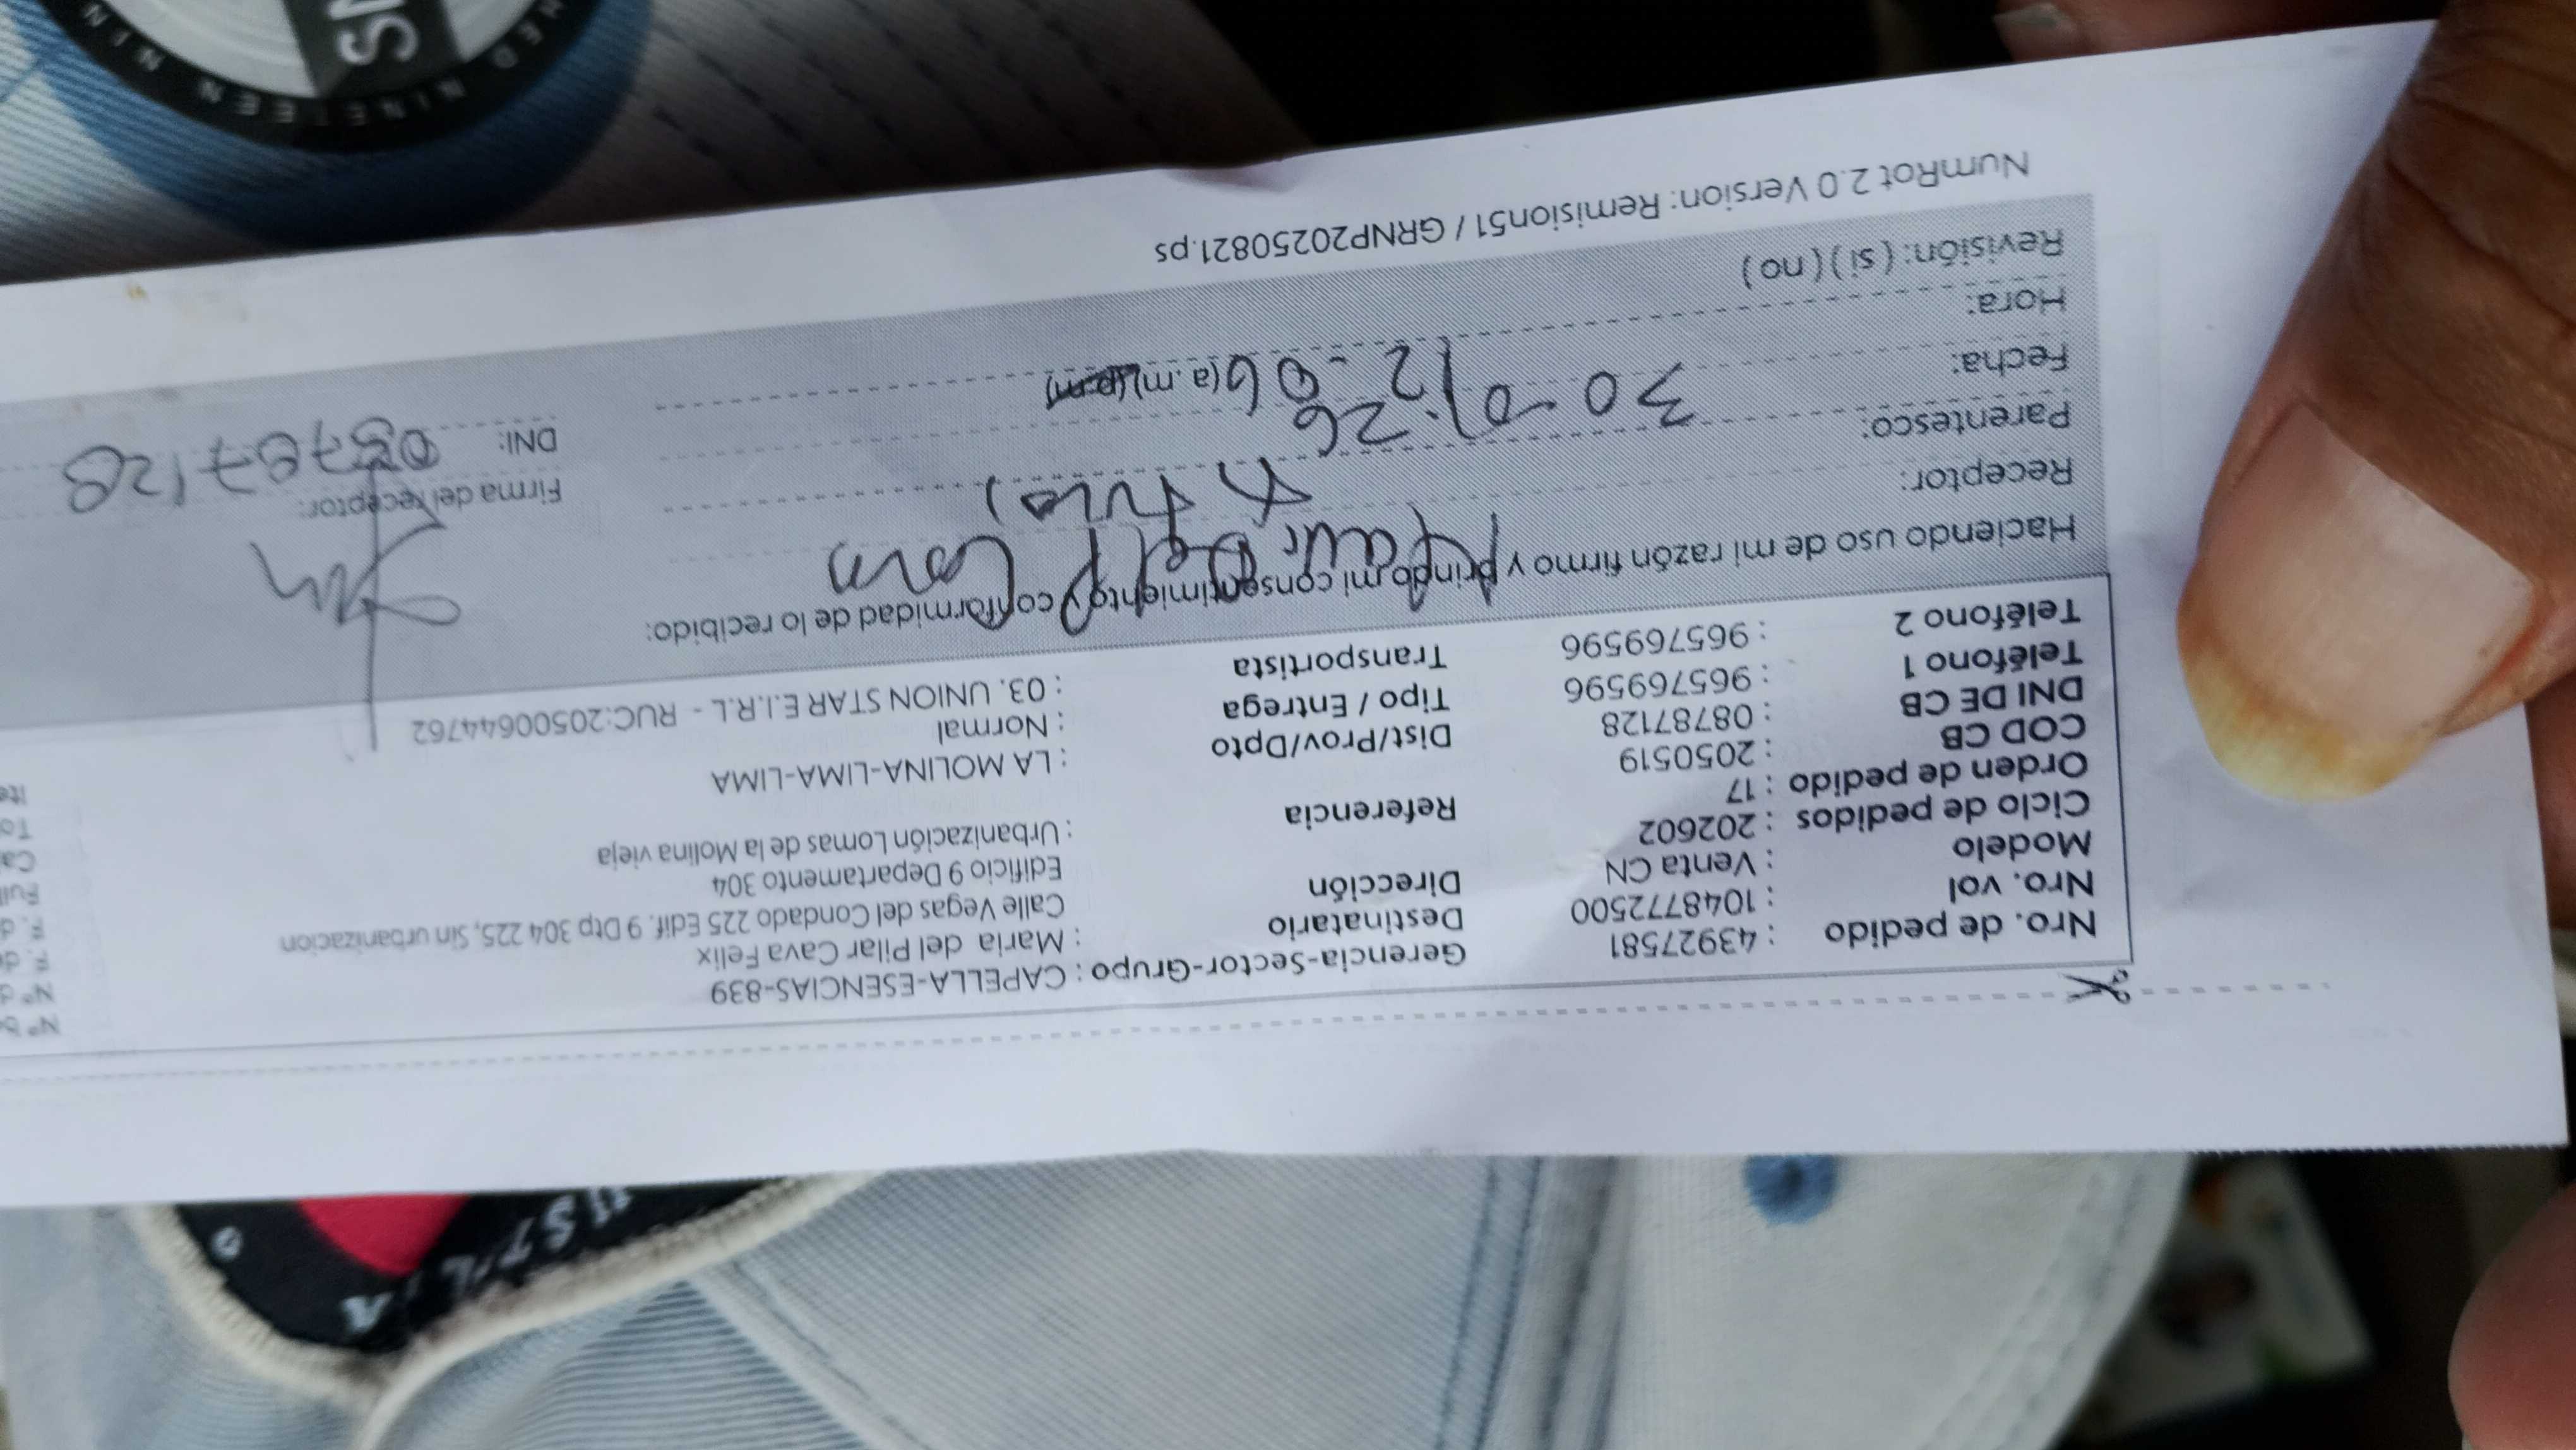 Nro. de pedido : 43927581 Gerencia-Sector-Grupo : CAPELLA-ESENCIAS-839
Nro. vol : 1048772500 Destinatario : Maria del Pilar Cava Felix
Modelo : Venta CN Dirección Calle Vegas del Condado 225 Edif. 9 Dtp 304 225, Sin urbanizacion
Edificio 9 Departamento 304
Ciclo de pedidos : 202602 : Urbanización Lomas de la Molina vieja
Orden de pedido : 17 Referencia
COD CB : 2050519 : LA MOLINA-LIMA-LIMA
DNI DE CB : 08787128 Dist/Prov/Dpto : Normal
Teléfono 1 : 965769596 Tipo / Entrega : 03. UNION STAR E.I.R.L - RUC:20500644762
Teléfono 2 : 965769596 Transportista
Haciendo uso de mi razón firmo y brindo mi consentimiento y conformidad de lo recibido:
Receptor:
Parentesco:
Fecha: 30-01-26
Hora: 12-06 (a.m)
Revisión: ( si ) ( no )
Firma del receptor:
DNI:
NumRot 2.0 Version: Remision51 / GRNP20250821.ps
Nº
Nº
F. d
F. d